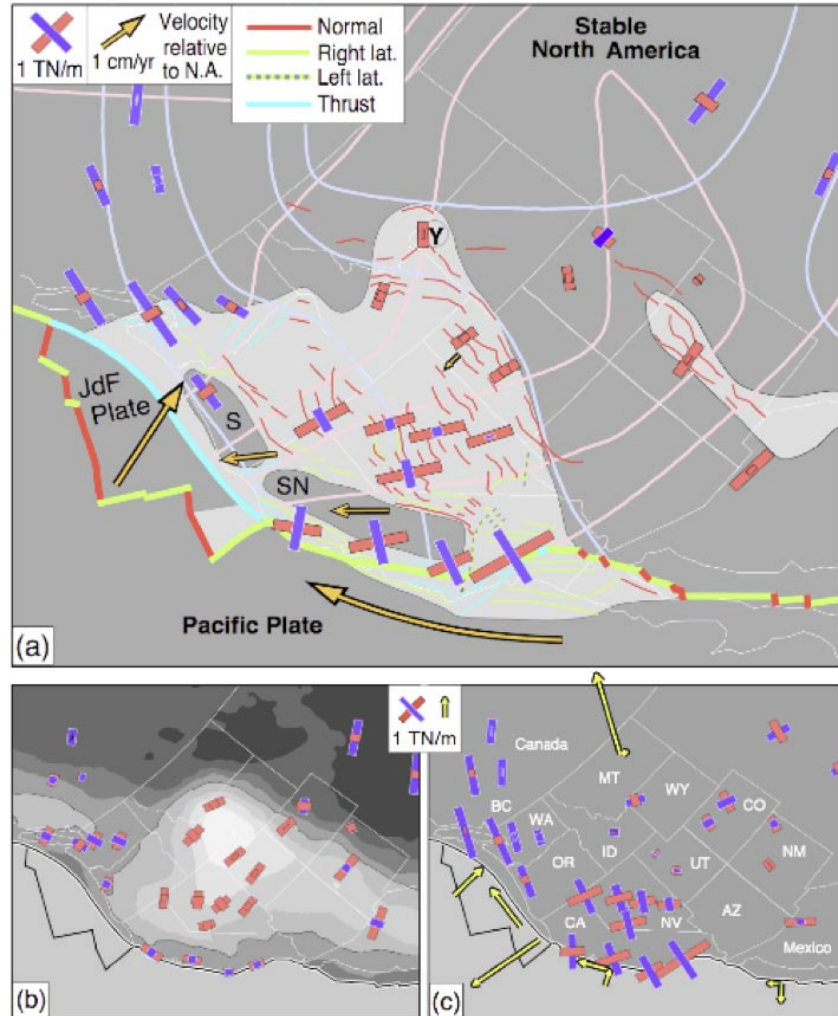 1 TN/m
1 cm/yr
Velocity
relative
to N.A.
Normal
Right lat.
Left lat.
Thrust
Stable
North America
Y
JdF
Plate
S
SN
Pacific Plate
(a)
1 TN/m
(b)
Canada
MT
WY
BC
WA
CO
OR
ID
UT
NM
CA
NV
AZ
Mexico
(c)